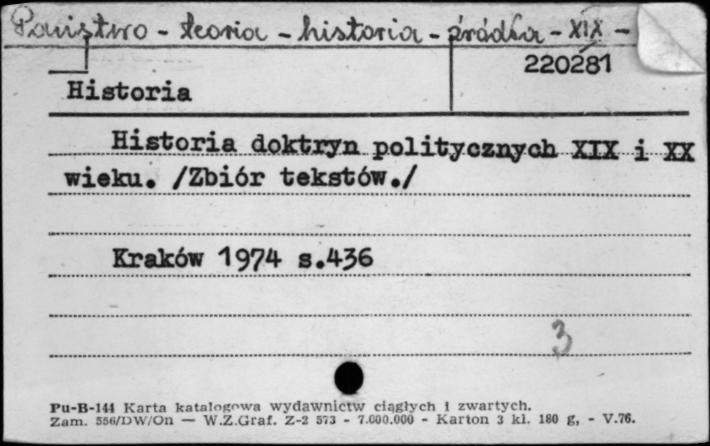 Państwo - teoria - historia - źródła - XIX -
220281
Historia
Historia doktryn politycznych XIX i XX
wieku. /Zbiór tekstów./
Kraków 1974 s.436
3
Pu-B-144 Karta katalogowa wydawnictw ciągłych i zwartych.
Zam. 556/DW/On — W.Z.Graf. Z-2 573 - 7.000.000 - Karton 3 kl. 180 g, - V.76.